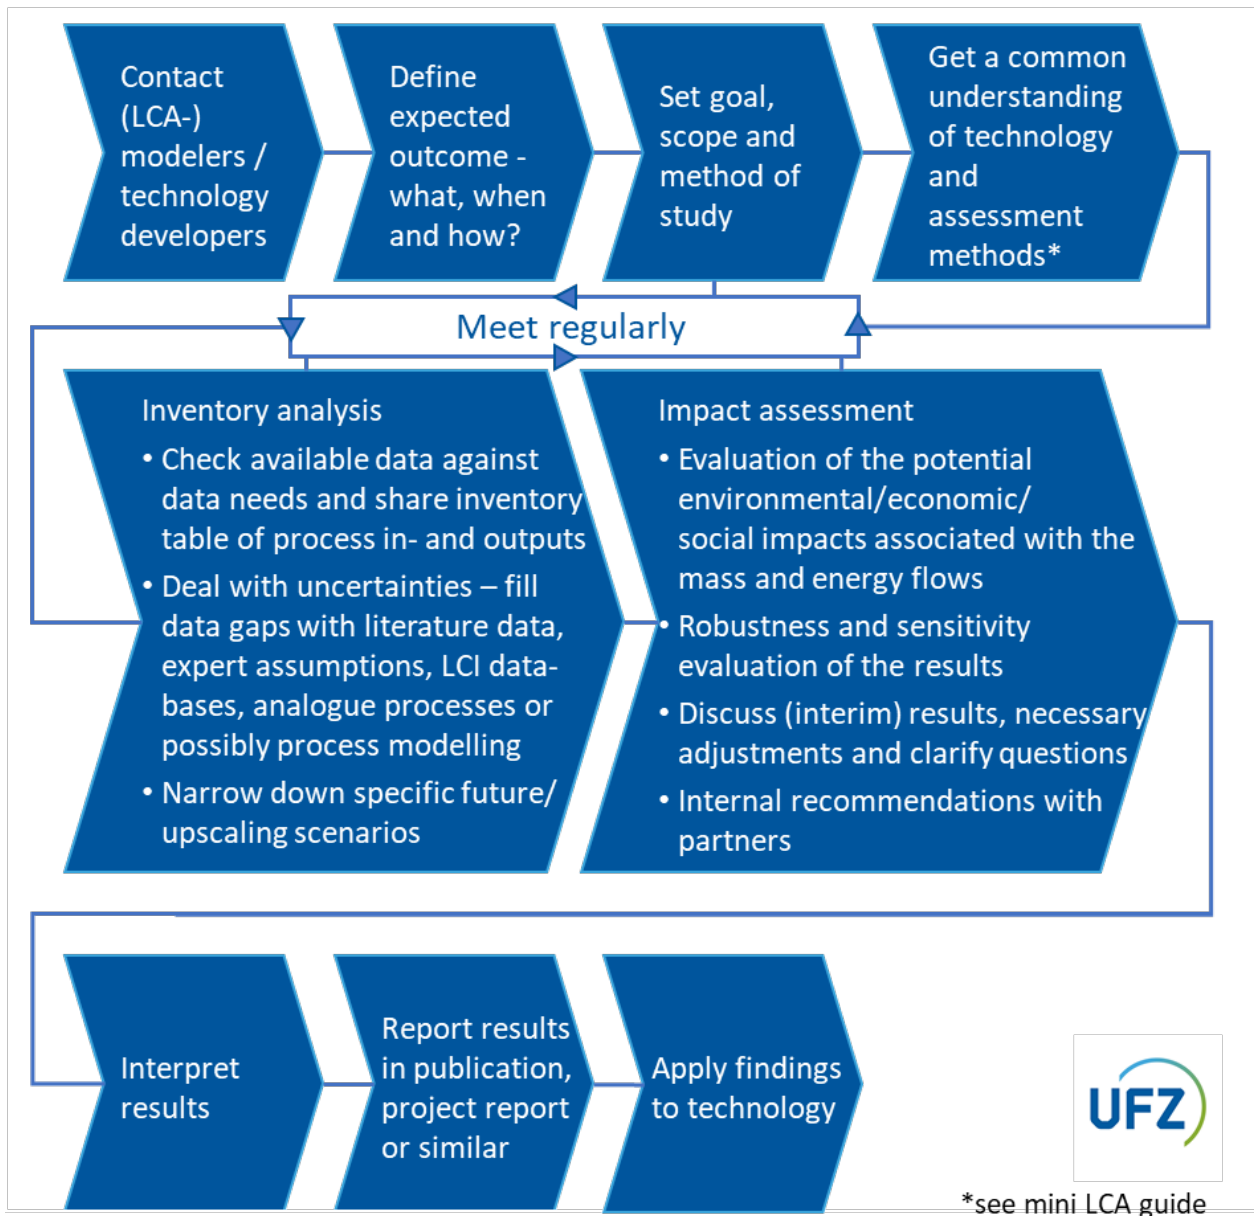 Contact
(LCA-)
modelers /
technology
developers
Define
expected
outcome -
what, when
and how?
Set goal,
scope and
method of
study
Get a common
understanding
of technology
and
assessment
methods*
Meet regularly
Inventory analysis
• Check available data against
data needs and share inventory
table of process in- and outputs
• Deal with uncertainties – fill
data gaps with literature data,
expert assumptions, LCI data-
bases, analogue processes or
possibly process modelling
• Narrow down specific future/
upscaling scenarios
Impact assessment
• Evaluation of the potential
environmental/economic/
social impacts associated with the
mass and energy flows
• Robustness and sensitivity
evaluation of the results
• Discuss (interim) results, necessary
adjustments and clarify questions
• Internal recommendations with
partners
Interpret
results
Report results
in publication,
project report
or similar
Apply findings
to technology
UFZ
*see mini LCA guide